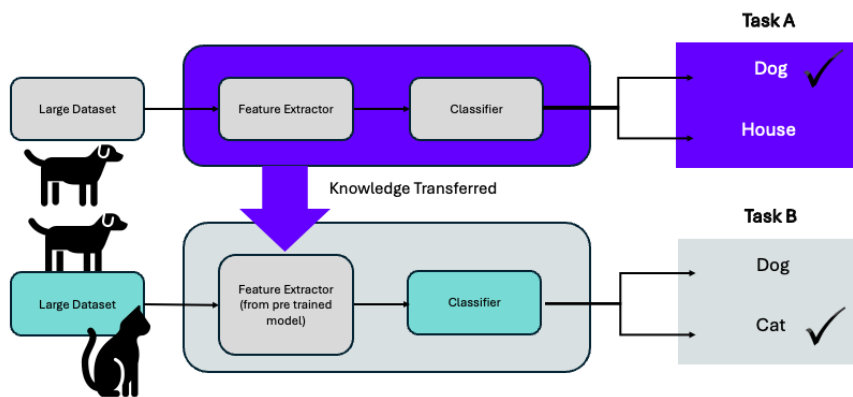 Task A
Large Dataset
Feature Extractor
Classifier
Dog
House
Knowledge Transferred
Task B
Large Dataset
Feature Extractor
(from pre trained
model)
Classifier
Dog
Cat